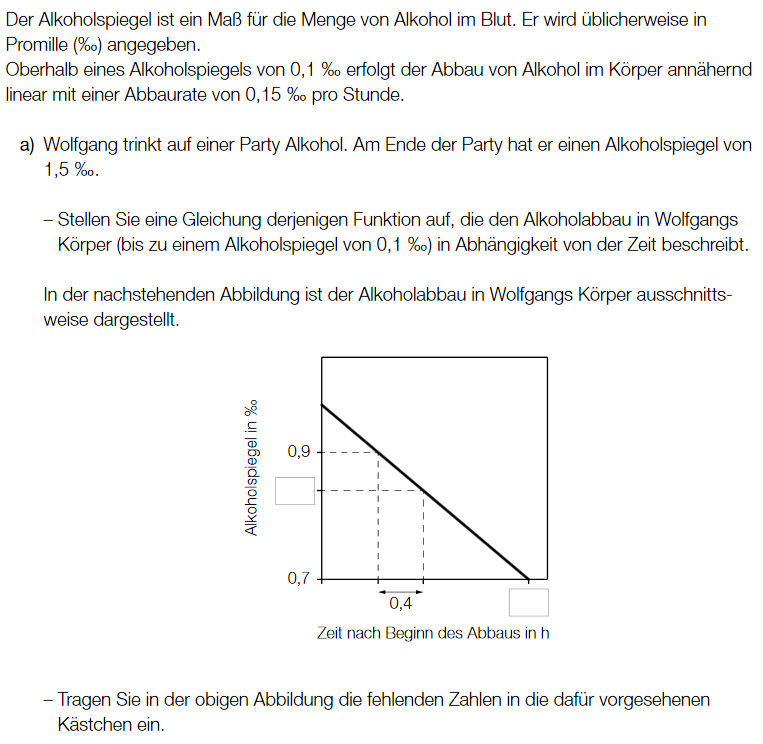 Der Alkoholspiegel ist ein Maß für die Menge von Alkohol im Blut. Er wird üblicherweise in
Promille (‰) angegeben.
Oberhalb eines Alkoholspiegels von 0,1 ‰ erfolgt der Abbau von Alkohol im Körper annähernd
linear mit einer Abbaurate von 0,15 ‰ pro Stunde.
a) Wolfgang trinkt auf einer Party Alkohol. Am Ende der Party hat er einen Alkoholspiegel von
1,5 ‰.
– Stellen Sie eine Gleichung derjenigen Funktion auf, die den Alkoholabbau in Wolfgangs
Körper (bis zu einem Alkoholspiegel von 0,1 ‰) in Abhängigkeit von der Zeit beschreibt.
In der nachstehenden Abbildung ist der Alkoholabbau in Wolfgangs Körper ausschnitts-
weise dargestellt.
Alkoholspiegel in ‰
0,9
0,7
0,4
Zeit nach Beginn des Abbaus in h
– Tragen Sie in der obigen Abbildung die fehlenden Zahlen in die dafür vorgesehenen
Kästchen ein.